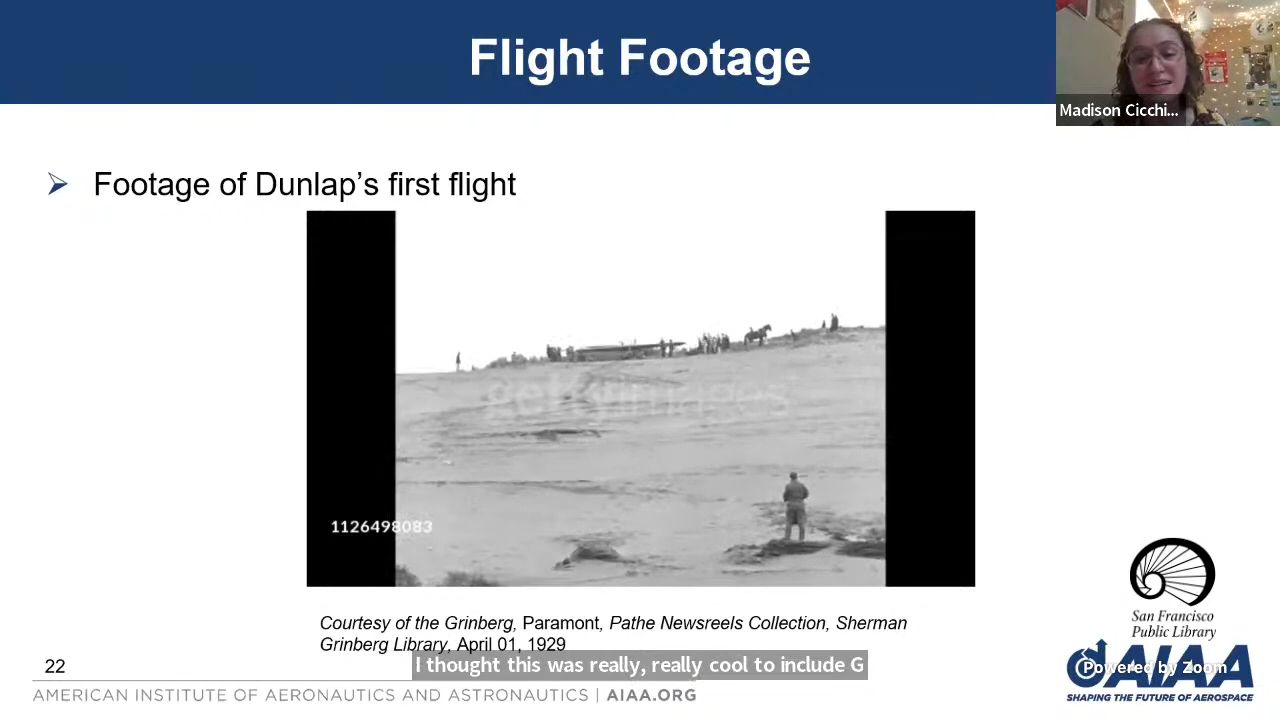 Flight Footage
Madison Cicchi...
Footage of Dunlap's first flight
gettyimages
1126498083
Courtesy of the Grinberg, Paramont, Pathe Newsreels Collection, Sherman
Grinberg Library, April 01, 1929
I thought this was really, really cool to include G
San Francisco
Public Library
AIAA
Powered by Zoom
SHAPING THE FUTURE OF AEROSPACE
22
AMERICAN INSTITUTE OF AERONAUTICS AND ASTRONAUTICS | AIAA.ORG